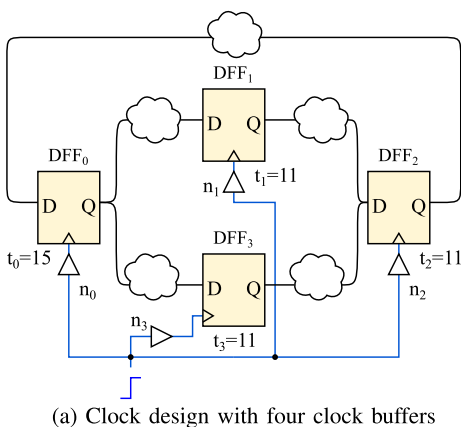 DFF₁
D Q
n₁ t₁=11
DFF₀
D Q
t₀=15
n₀
DFF₂
D Q
t₂=11
n₂
DFF₃
D Q
n₃
t₃=11
(a) Clock design with four clock buffers